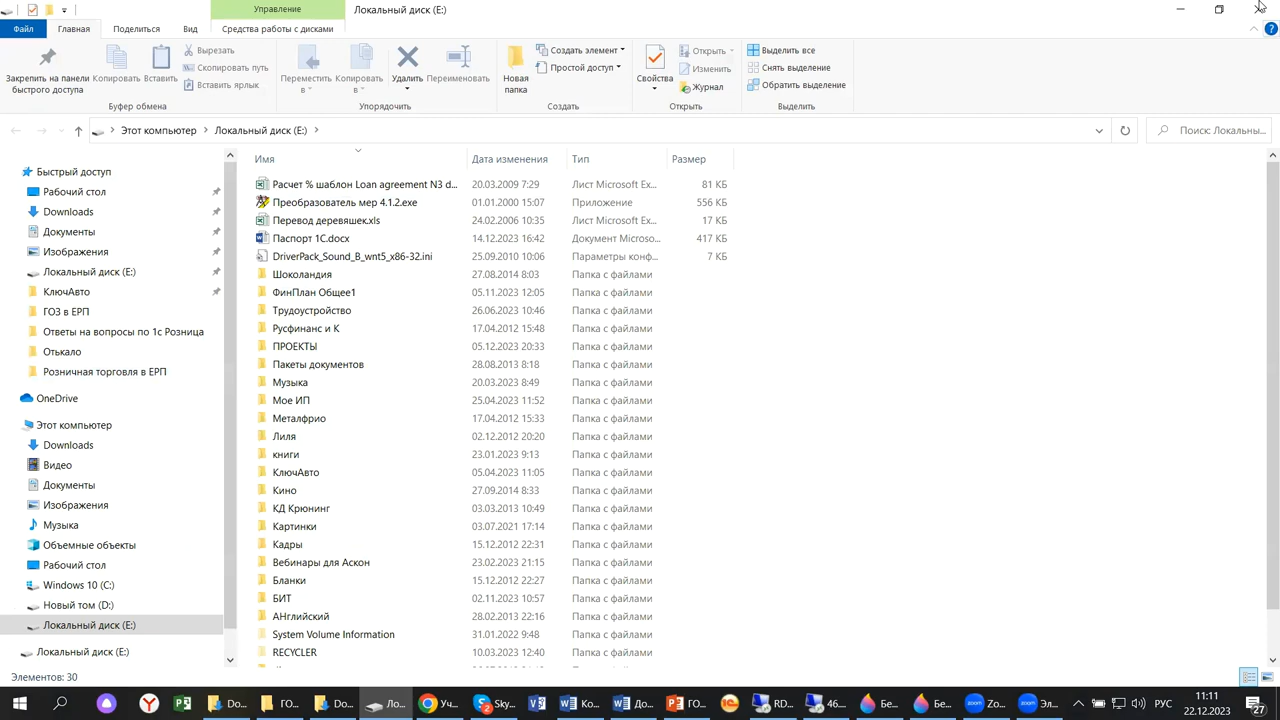 Управление
Локальный диск (E:)
Файл
Главная
Поделиться
Вид
Средства работы с дисками
Закрепить на панели быстрого доступа
Копировать
Вставить
Вырезать
Скопировать путь
Вставить ярлык
Буфер обмена
Переместить в
Копировать в
Удалить
Переименовать
Упорядочить
Новая папка
Создать элемент
Простой доступ
Создать
Свойства
Открыть
Изменить
Журнал
Открыть
Выделить все
Снять выделение
Обратить выделение
Выделить
Этот компьютер
Локальный диск (E:)
Поиск: Локальны...
Быстрый доступ
Рабочий стол
Downloads
Документы
Изображения
Локальный диск (E:)
КлючАвто
ГОЗ в ЕРП
Ответы на вопросы по 1с Розница
Отькало
Розничная торговля в ЕРП
OneDrive
Этот компьютер
Downloads
Видео
Документы
Изображения
Музыка
Объемные объекты
Рабочий стол
Windows 10 (C:)
Новый том (D:)
Локальный диск (E:)
Локальный диск (E:)
Имя Дата изменения Тип Размер
Расчет % шаблон Loan agreement N3 d... 20.03.2009 7:29 Лист Microsoft Ex... 81 КБ
Преобразователь мер 4.1.2.exe 01.01.2000 15:07 Приложение 556 КБ
Перевод деревяшек.xls 24.02.2006 10:35 Лист Microsoft Ex... 17 КБ
Паспорт 1С.docx 14.12.2023 16:42 Документ Microso... 417 КБ
DriverPack_Sound_B_wnt5_x86-32.ini 25.09.2010 10:06 Параметры конф... 7 КБ
Шоколандия 27.08.2014 8:03 Папка с файлами
ФинПлан Общее1 05.11.2023 12:05 Папка с файлами
Трудоустройство 26.06.2023 10:46 Папка с файлами
Русфинанс и К 17.04.2012 15:48 Папка с файлами
ПРОЕКТЫ 05.12.2023 20:33 Папка с файлами
Пакеты документов 28.08.2013 8:18 Папка с файлами
Музыка 20.03.2023 8:49 Папка с файлами
Мое ИП 25.04.2023 11:52 Папка с файлами
Металфрио 17.04.2012 15:33 Папка с файлами
Лиля 02.12.2012 20:20 Папка с файлами
книги 23.01.2023 9:13 Папка с файлами
КлючАвто 05.04.2023 11:05 Папка с файлами
Кино 27.09.2014 8:33 Папка с файлами
КД Крюнинг 03.03.2013 10:49 Папка с файлами
Картинки 03.07.2021 17:14 Папка с файлами
Кадры 15.12.2012 22:31 Папка с файлами
Вебинары для Аскон 23.02.2023 21:15 Папка с файлами
Бланки 15.12.2012 22:27 Папка с файлами
БИТ 02.11.2023 10:57 Папка с файлами
АНглийский 28.02.2013 22:16 Папка с файлами
System Volume Information 31.01.2022 9:48 Папка с файлами
RECYCLER 10.03.2023 12:40 Папка с файлами
Элементов: 30
Do...
ГО...
Do...
Ло...
Уч...
Sky...
Ко...
До...
ГО...
RD...
46...
Бе...
Бе...
Zo...
Эл...
РУС
11:11
22.12.2023
27